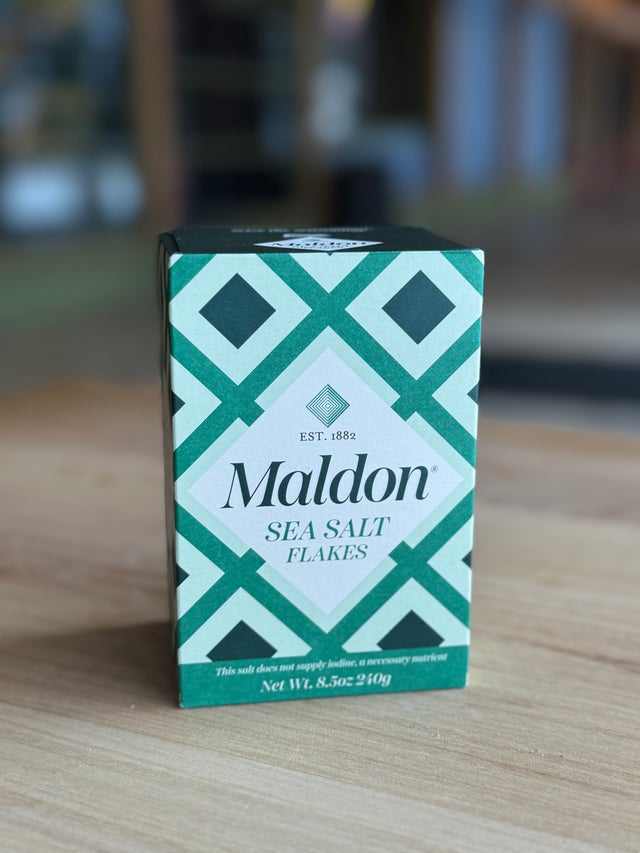 EST. 1882
Maldon®
SEA SALT
FLAKES
This salt does not supply iodine, a necessary nutrient
Net Wt. 8.5oz 240g